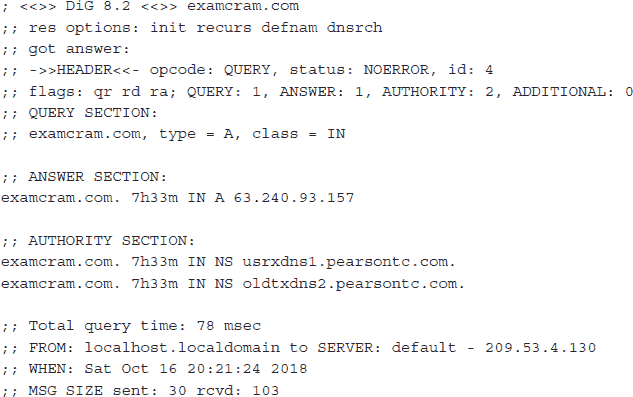 ; <<>> DiG 8.2 <<>> examcram.com
;; res options: init recurs defnam dnsrch
;; got answer:
;; ->>HEADER<<- opcode: QUERY, status: NOERROR, id: 4
;; flags: qr rd ra; QUERY: 1, ANSWER: 1, AUTHORITY: 2, ADDITIONAL: 0
;; QUERY SECTION:
;; examcram.com, type = A, class = IN

;; ANSWER SECTION:
examcram.com. 7h33m IN A 63.240.93.157

;; AUTHORITY SECTION:
examcram.com. 7h33m IN NS usrxdns1.pearsontc.com.
examcram.com. 7h33m IN NS oldtxdns2.pearsontc.com.

;; Total query time: 78 msec
;; FROM: localhost.localdomain to SERVER: default - 209.53.4.130
;; WHEN: Sat Oct 16 20:21:24 2018
;; MSG SIZE sent: 30 rcvd: 103